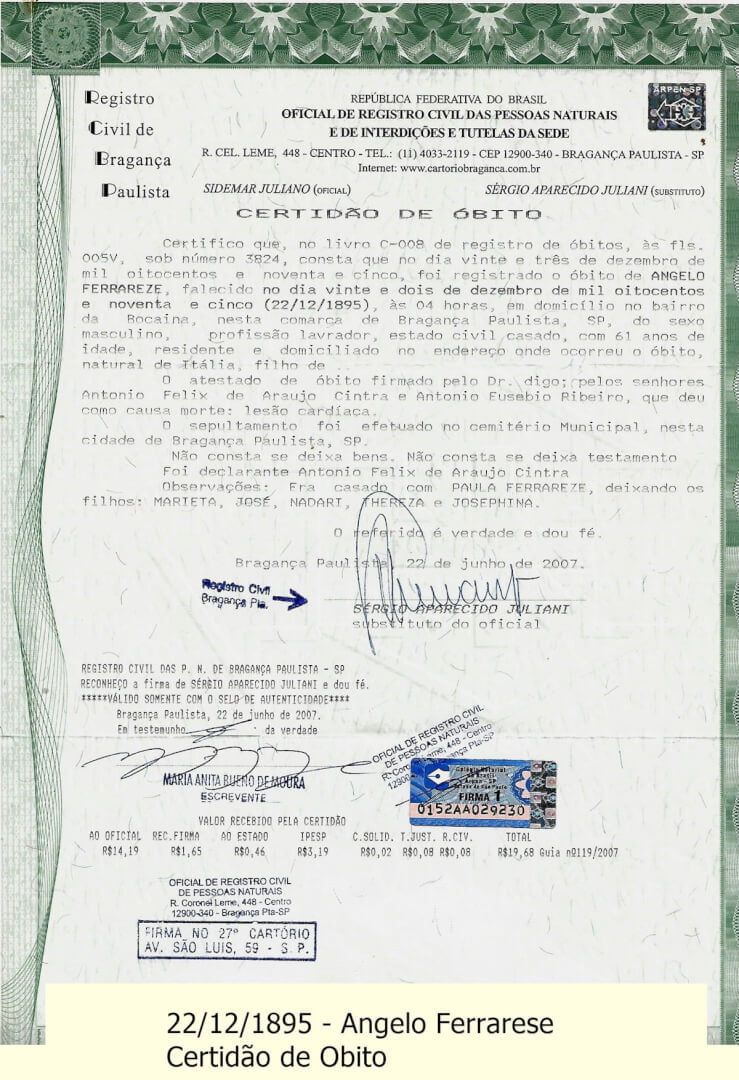 Registro
Civil de
Bragança
Paulista
REPÚBLICA FEDERATIVA DO BRASIL
OFICIAL DE REGISTRO CIVIL DAS PESSOAS NATURAIS
E DE INTERDIÇÕES E TUTELAS DA SEDE
R. CEL. LEME, 448 - CENTRO - TEL.: (11) 4033-2119 - CEP 12900-340 - BRAGANÇA PAULISTA - SP
Internet: www.cartoriobraganca.com.br
SIDEMAR JULIANO (OFICIAL) SÉRGIO APARECIDO JULIANI (SUBSTITUTO)
ARPEN-SP
CERTIDÃO DE ÓBITO
Certifico que, no livro C-008 de registro de óbitos, às fls.
005V, sob número 3824, consta que no dia vinte e três de dezembro de
mil oitocentos e noventa e cinco, foi registrado o óbito de ANGELO
FERRAREZE, falecido no dia vinte e dois de dezembro de mil oitocentos
e noventa e cinco (22/12/1895), às 04 horas, em domicílio no bairro
da Bocaina, nesta comarca de Bragança Paulista, SP, do sexo
masculino, profissão lavrador, estado civil casado, com 61 anos de
idade, residente e domiciliado no endereço onde ocorreu o óbito,
natural de Itália, filho de ...
O atestado de óbito firmado pelo Dr. digo; pelos senhores
Antonio Felix de Araujo Cintra e Antonio Eusebio Ribeiro, que deu
como causa morte: lesão cardíaca.
O sepultamento foi efetuado no cemitério Municipal, nesta
cidade de Bragança Paulista, SP.
Não consta se deixa bens. Não consta se deixa testamento
Foi declarante Antonio Felix de Araujo Cintra
Observações: Era casado com PAULA FERRAREZE, deixando os
filhos: MARIETA, JOSÉ, NADARI, THEREZA e JOSEPHINA.
O referido é verdade e dou fé.
Bragança Paulista, 22 de junho de 2007.
Registro Civil
Bragança Pta.
SÉRGIO APARECIDO JULIANI
substituto do oficial
REGISTRO CIVIL DAS P. N. DE BRAGANÇA PAULISTA - SP
RECONHEÇO a firma de SÉRGIO APARECIDO JULIANI e dou fé.
*****VÁLIDO SOMENTE COM O SELO DE AUTENTICIDADE****
Bragança Paulista, 22 de junho de 2007.
Em testemunho da verdade
MARIA ANITA BUENO DE MOURA
ESCREVENTE
OFICIAL DE REGISTRO CIVIL
DE PESSOAS NATURAIS
R. Coronel Leme, 448 - Centro
12900- Bragança Pta-SP
Colégio Notarial
do Brasil
Arpen - SP
Estado de São Paulo
FIRMA 1
0152AA029230
VALOR RECEBIDO PELA CERTIDÃO
AO OFICIAL REC.FIRMA AO ESTADO IPESP C.SOLID. T.JUST. R.CIV. TOTAL
R$14,19 R$1,65 R$0,46 R$3,19 R$0,02 R$0,08 R$0,08 R$19,68 Guia nº119/2007
OFICIAL DE REGISTRO CIVIL
DE PESSOAS NATURAIS
R. Coronel Leme, 448 - Centro
12900-340 - Bragança Pta-SP
FIRMA NO 27º CARTÓRIO
AV. SÃO LUIS, 59 - S.P.
22/12/1895 - Angelo Ferrarese
Certidão de Obito